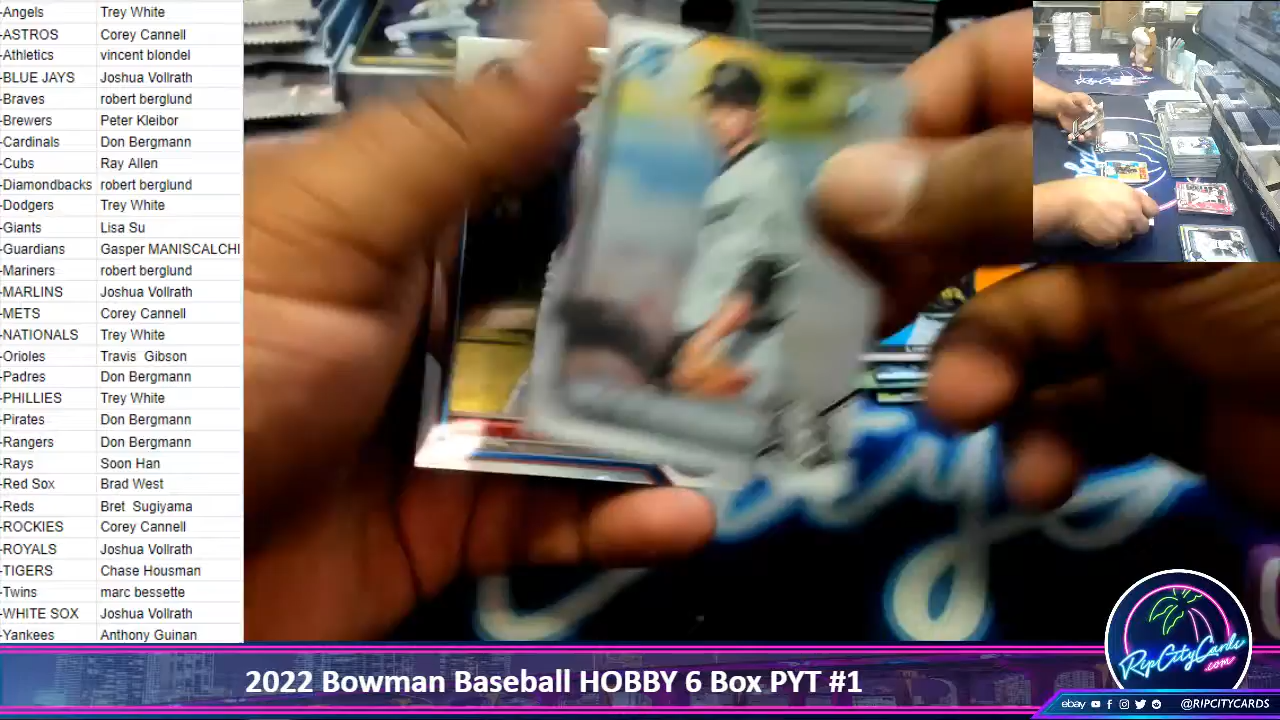 -Angels Trey White
-ASTROS Corey Cannell
-Athletics vincent blondel
-BLUE JAYS Joshua Vollrath
-Braves robert berglund
-Brewers Peter Kleibor
-Cardinals Don Bergmann
-Cubs Ray Allen
-Diamondbacks robert berglund
-Dodgers Trey White
-Giants Lisa Su
-Guardians Gasper MANISCALCHI
-Mariners robert berglund
-MARLINS Joshua Vollrath
-METS Corey Cannell
-NATIONALS Trey White
-Orioles Travis Gibson
-Padres Don Bergmann
-PHILLIES Trey White
-Pirates Don Bergmann
-Rangers Don Bergmann
-Rays Soon Han
-Red Sox Brad West
-Reds Bret Sugiyama
-ROCKIES Corey Cannell
-ROYALS Joshua Vollrath
-TIGERS Chase Housman
-Twins marc bessette
-WHITE SOX Joshua Vollrath
-Yankees Anthony Guinan
RipCityCards
.com
2022 Bowman Baseball HOBBY 6 Box PYT #1
ebay @RIPCITYCARDS